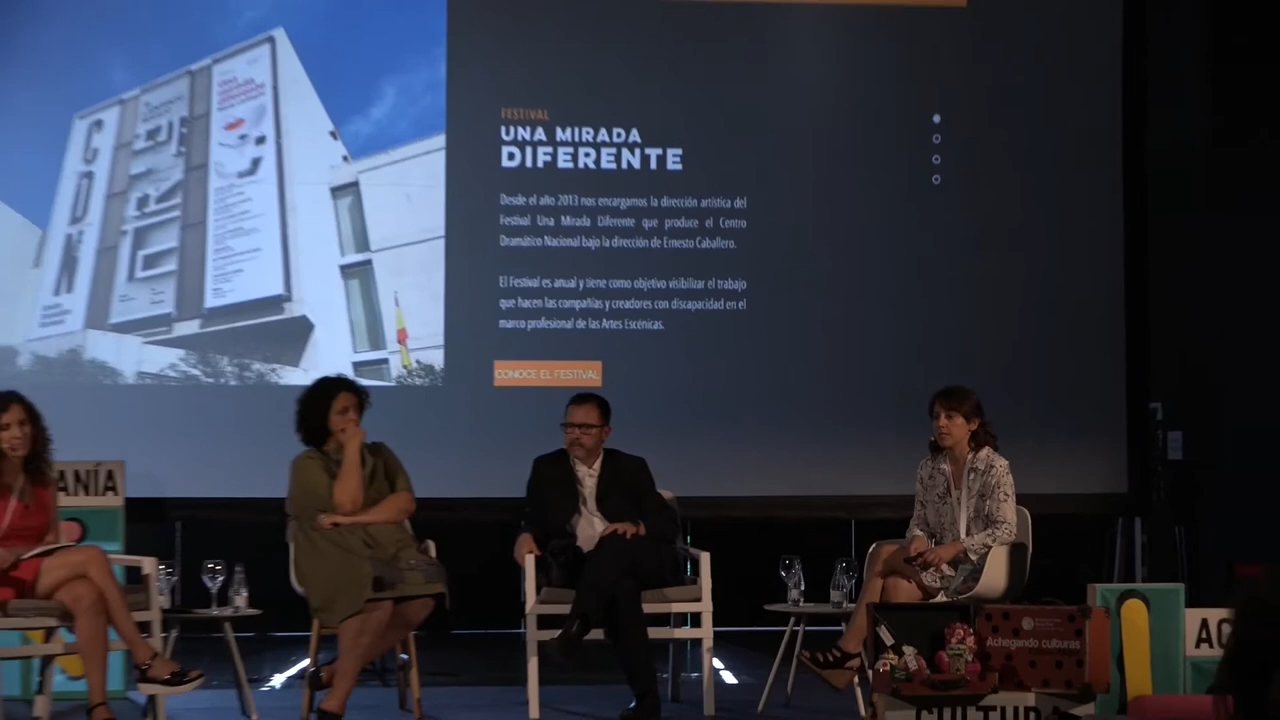 FESTIVAL
UNA MIRADA
DIFERENTE
Desde el año 2013 nos encargamos la dirección artística del
Festival Una Mirada Diferente que produce el Centro
Dramático Nacional bajo la dirección de Ernesto Caballero.
El Festival es anual y tiene como objetivo visibilizar el trabajo
que hacen las compañías y creadores con discapacidad en el
marco profesional de las Artes Escénicas.
CONOCE EL FESTIVAL
CDN
ANÍA
Achegando culturas
AC
CULTURA